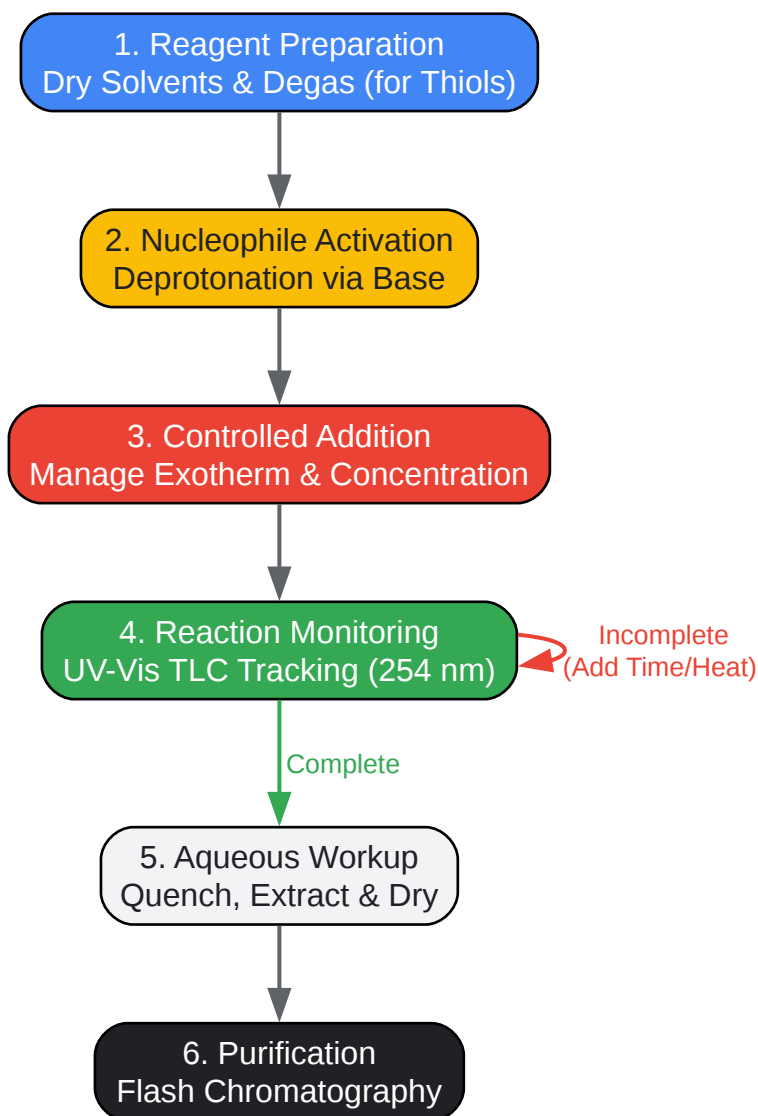 1. Reagent Preparation
Dry Solvents & Degas (for Thiols)
2. Nucleophile Activation
Deprotonation via Base
3. Controlled Addition
Manage Exotherm & Concentration
4. Reaction Monitoring
UV-Vis TLC Tracking (254 nm)
Incomplete
(Add Time/Heat)
Complete
5. Aqueous Workup
Quench, Extract & Dry
6. Purification
Flash Chromatography